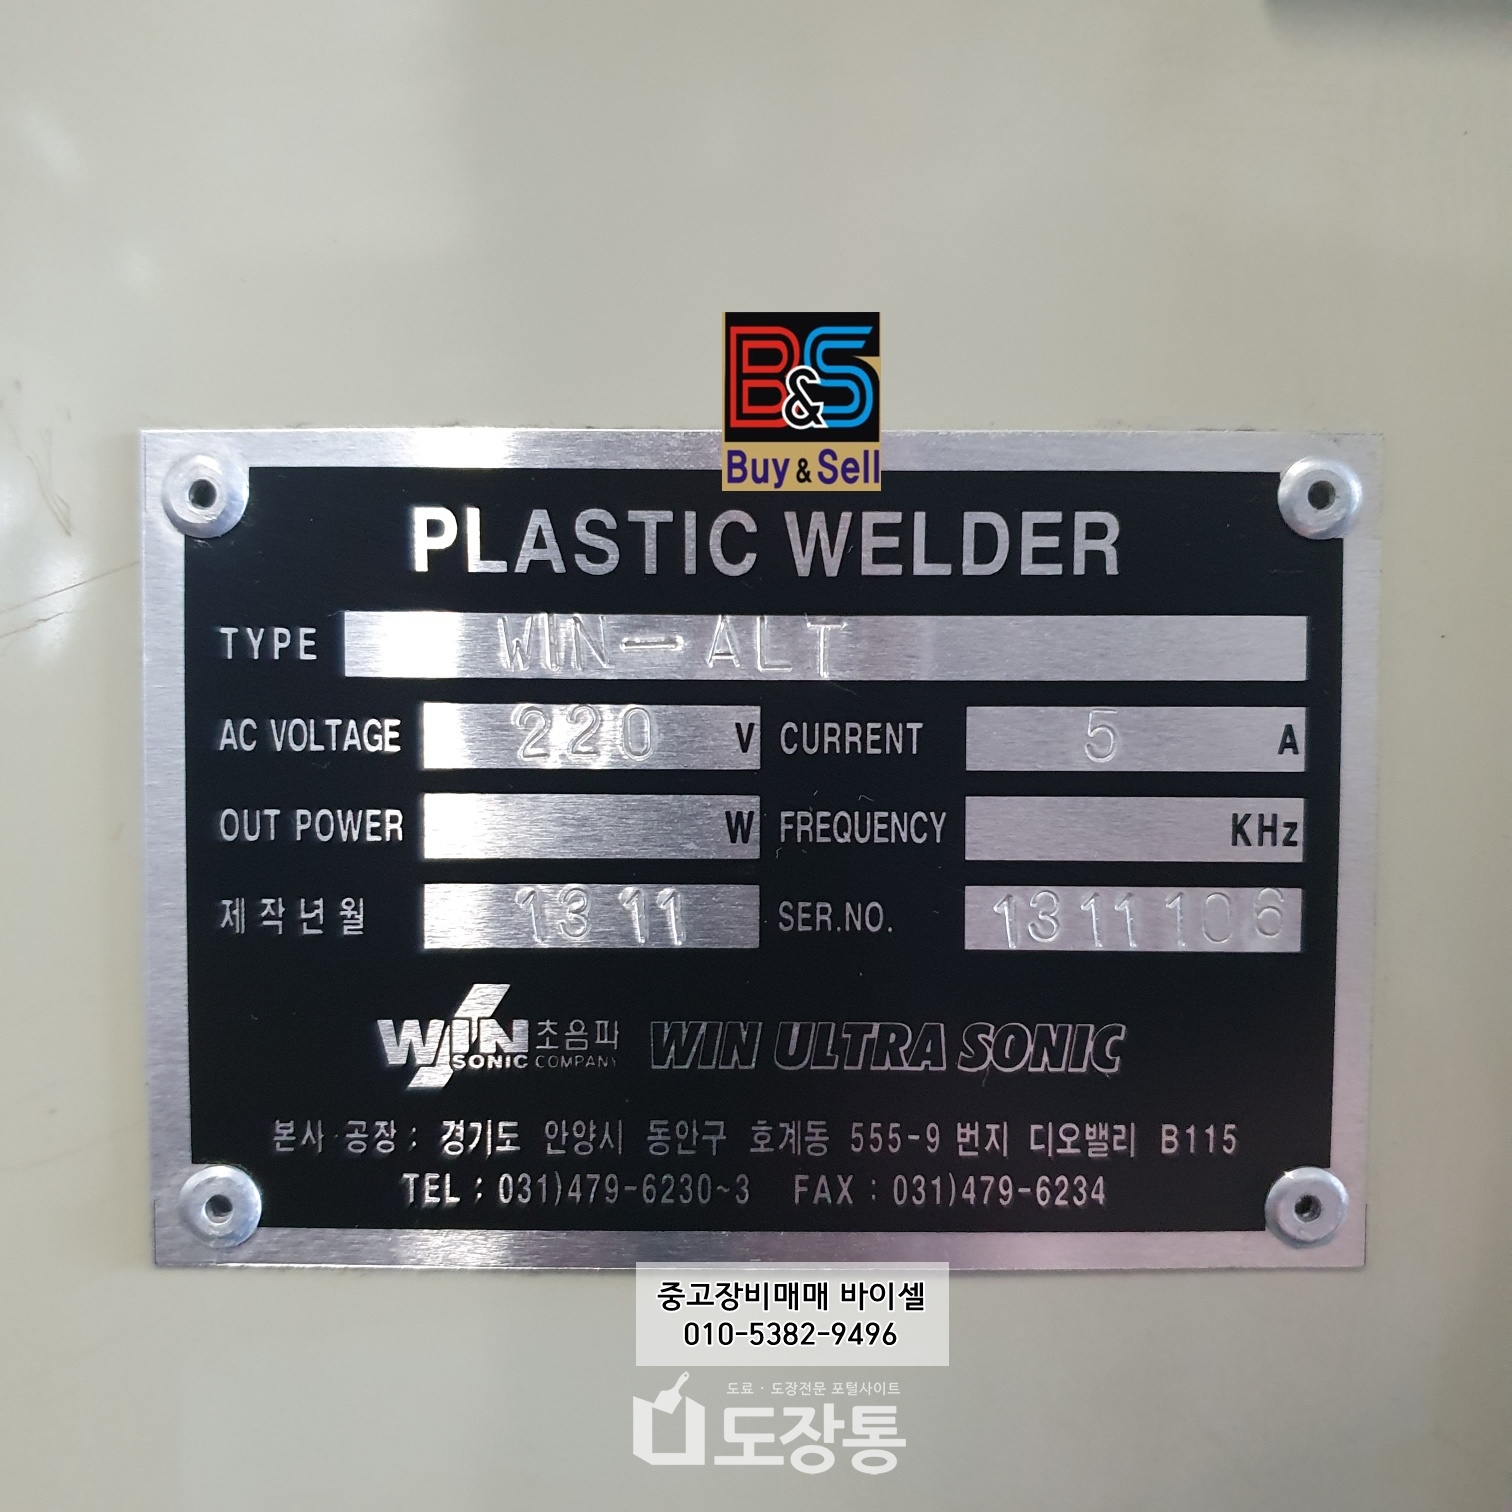 B&S
Buy & Sell
PLASTIC WELDER
TYPE WIN-ALT
AC VOLTAGE 220 V CURRENT 5 A
OUT POWER W FREQUENCY KHz
제작년월 13 11 SER.NO. 13 11 106
WIN SONIC 초음파 COMPANY WIN ULTRA SONIC
본사 공장 : 경기도 안양시 동안구 호계동 555-9 번지 디오밸리 B115
TEL : 031)479-6230~3 FAX : 031)479-6234
중고장비매매 바이셀
010-5382-9496
도료 · 도장전문 포털사이트
도장통